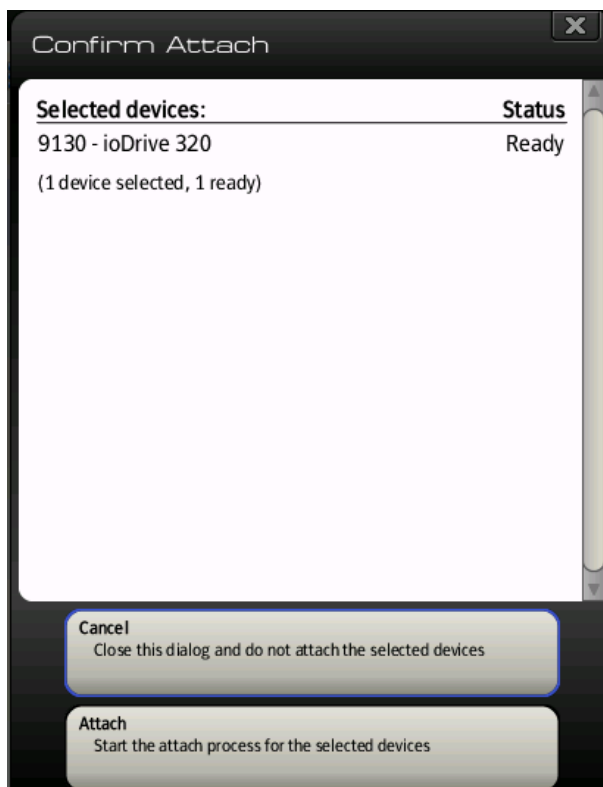 Confirm Attach
Selected devices: Status
9130 - ioDrive 320 Ready
(1 device selected, 1 ready)
Cancel
Close this dialog and do not attach the selected devices
Attach
Start the attach process for the selected devices